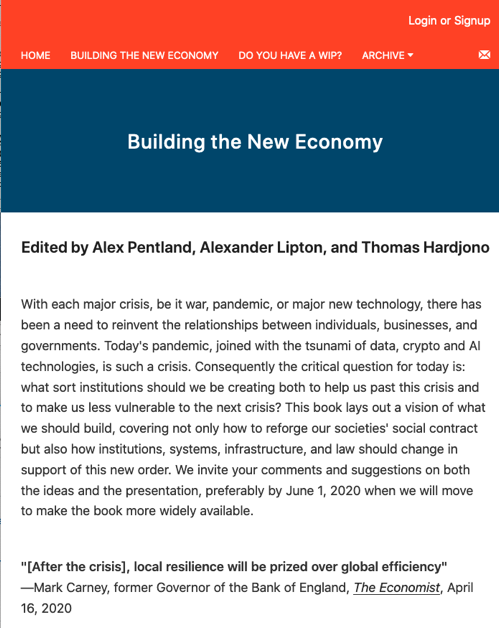 Login or Signup
HOME BUILDING THE NEW ECONOMY DO YOU HAVE A WIP? ARCHIVE
Building the New Economy
Edited by Alex Pentland, Alexander Lipton, and Thomas Hardjono
With each major crisis, be it war, pandemic, or major new technology, there has
been a need to reinvent the relationships between individuals, businesses, and
governments. Today's pandemic, joined with the tsunami of data, crypto and AI
technologies, is such a crisis. Consequently the critical question for today is:
what sort institutions should we be creating both to help us past this crisis and
to make us less vulnerable to the next crisis? This book lays out a vision of what
we should build, covering not only how to reforge our societies' social contract
but also how institutions, systems, infrastructure, and law should change in
support of this new order. We invite your comments and suggestions on both
the ideas and the presentation, preferably by June 1, 2020 when we will move
to make the book more widely available.
"[After the crisis], local resilience will be prized over global efficiency"
—Mark Carney, former Governor of the Bank of England, The Economist, April
16, 2020